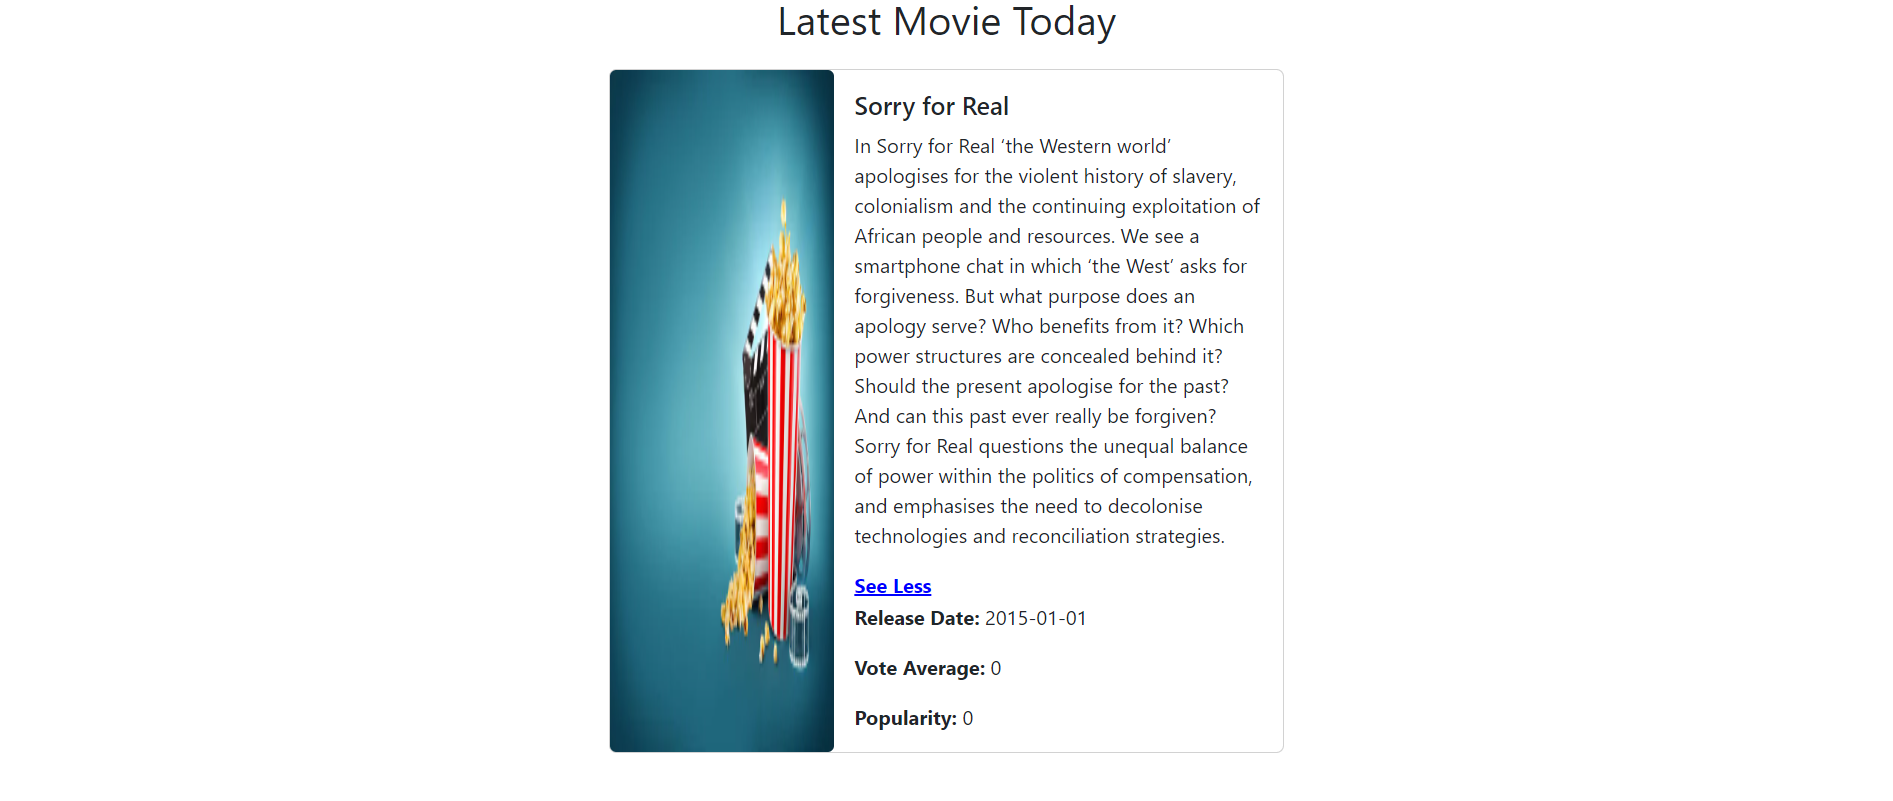 Latest Movie Today
Sorry for Real
In Sorry for Real ‘the Western world’
apologises for the violent history of slavery,
colonialism and the continuing exploitation of
African people and resources. We see a
smartphone chat in which ‘the West’ asks for
forgiveness. But what purpose does an
apology serve? Who benefits from it? Which
power structures are concealed behind it?
Should the present apologise for the past?
And can this past ever really be forgiven?
Sorry for Real questions the unequal balance
of power within the politics of compensation,
and emphasises the need to decolonise
technologies and reconciliation strategies.
See Less
Release Date: 2015-01-01
Vote Average: 0
Popularity: 0